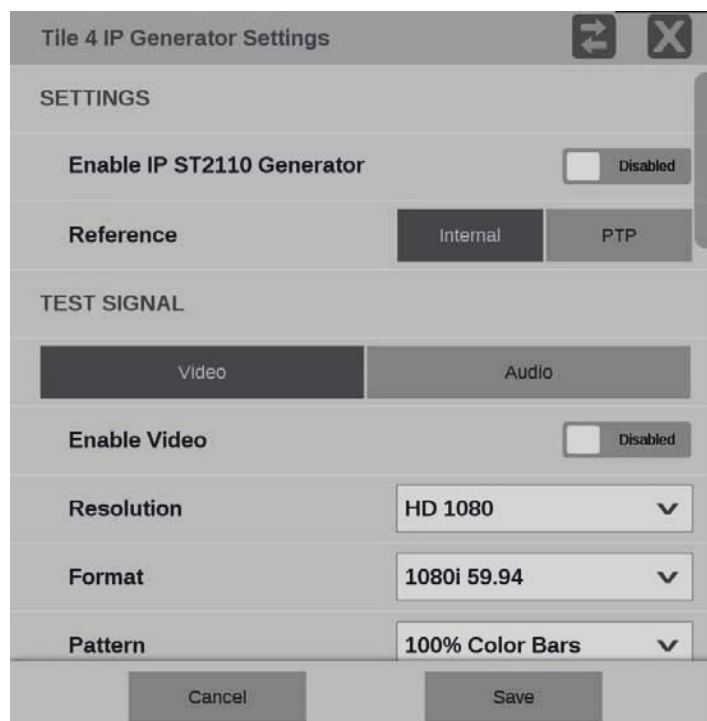 Tile 4 IP Generator Settings
SETTINGS
Enable IP ST2110 Generator
Disabled
Reference
Internal
PTP
TEST SIGNAL
Video
Audio
Enable Video
Disabled
Resolution
HD 1080
Format
1080i 59.94
Pattern
100% Color Bars
Cancel
Save